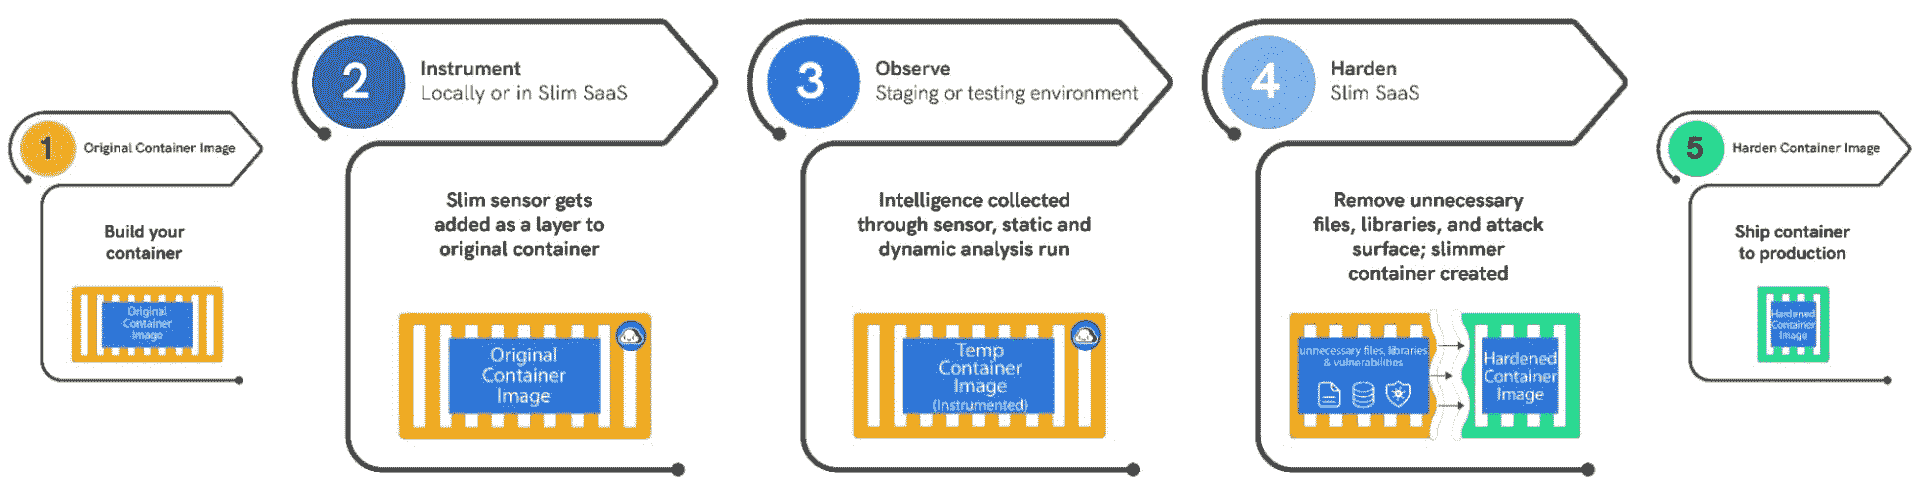 1
Original Container Image
Build your
container
Original
Container
Image
2
Instrument
Locally or in Slim SaaS
Slim sensor gets
added as a layer to
original container
Original
Container
Image
3
Observe
Staging or testing environment
Intelligence collected
through sensor, static and
dynamic analysis run
Temp
Container
Image
(Instrumented)
4
Harden
Slim SaaS
Remove unnecessary
files, libraries, and attack
surface; slimmer
container created
unnecessary files, libraries
& vulnerabilities
Hardened
Container
Image
5
Harden Container Image
Ship container
to production
Hardened
Container
Image